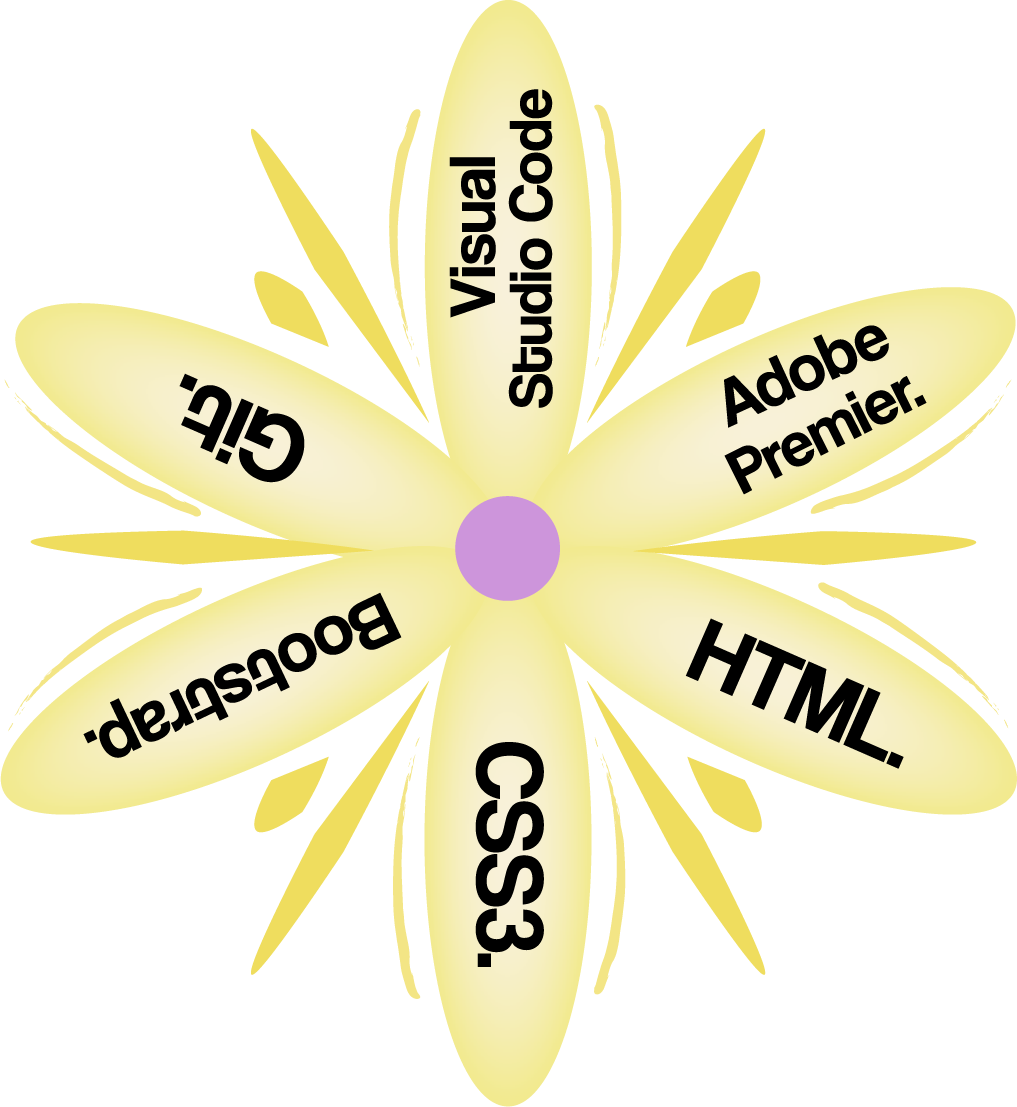 Visual
Studio Code
Adobe
Premier.
HTML.
CSS3.
Bootstrap.
Git.